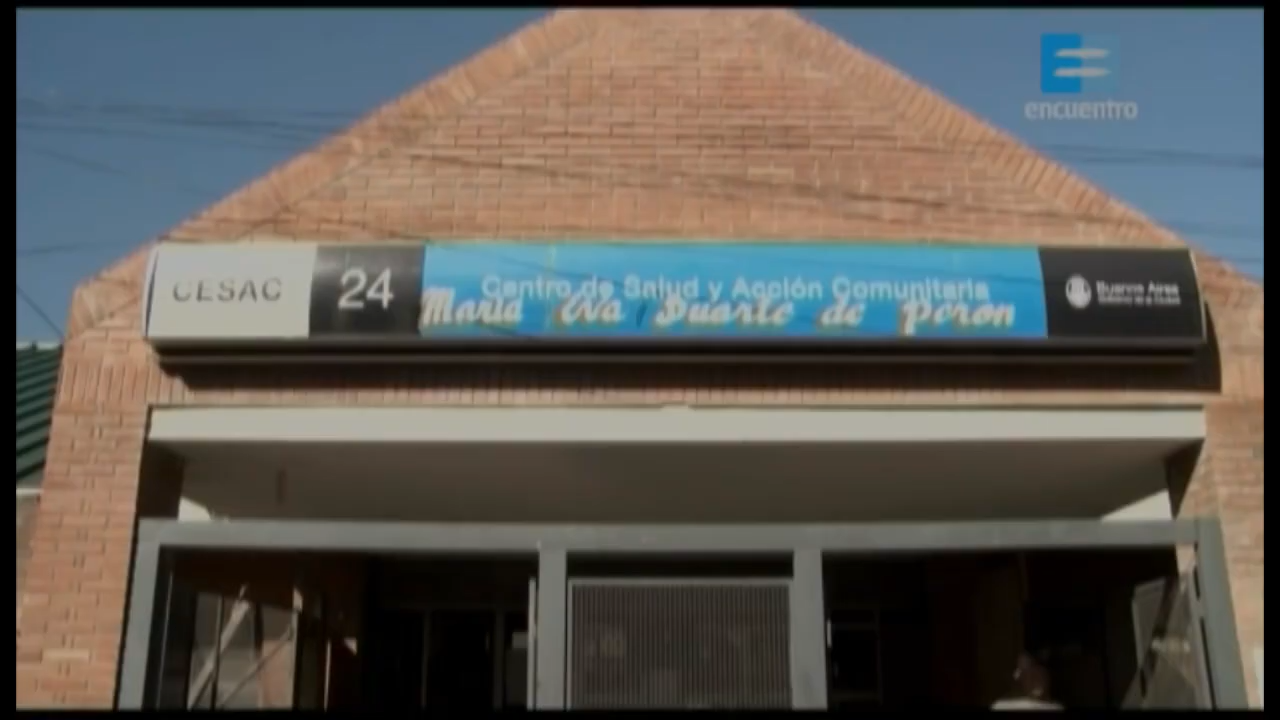 encuentro
CESAC
24
Centro de Salud y Acción Comunitaria
Maria Eva Duarte de Peron
Buenos Aires